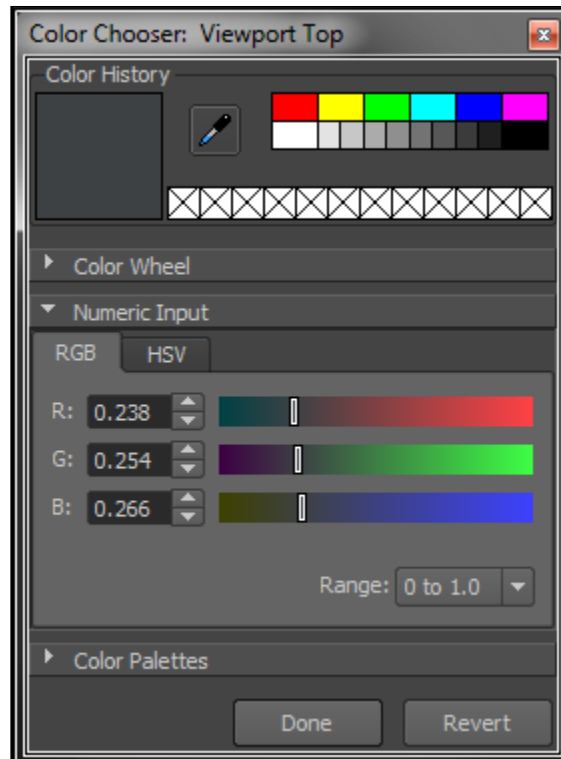 Color Chooser: Viewport Top
Color History
Color Wheel
Numeric Input
RGB HSV
R: 0.238
G: 0.254
B: 0.266
Range: 0 to 1.0
Color Palettes
Done Revert